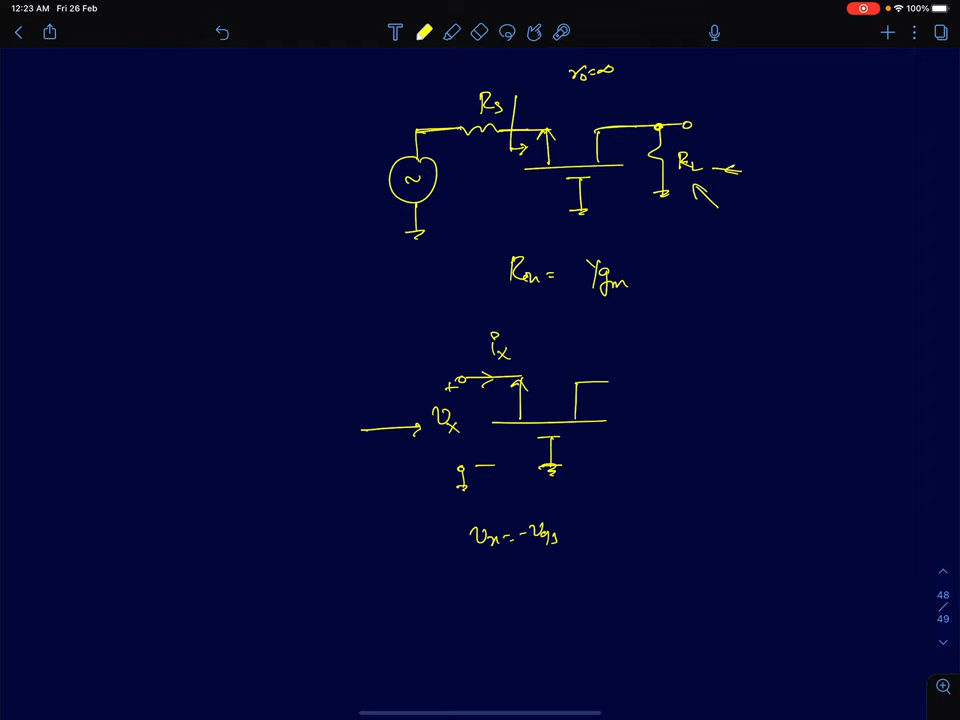 12:23 AM Fri 26 Feb
100%
T
r₀=∞
Rs
~
RL
Rin = 1/gm
ix
+
vx
−
vx = −vgs
48
/
49